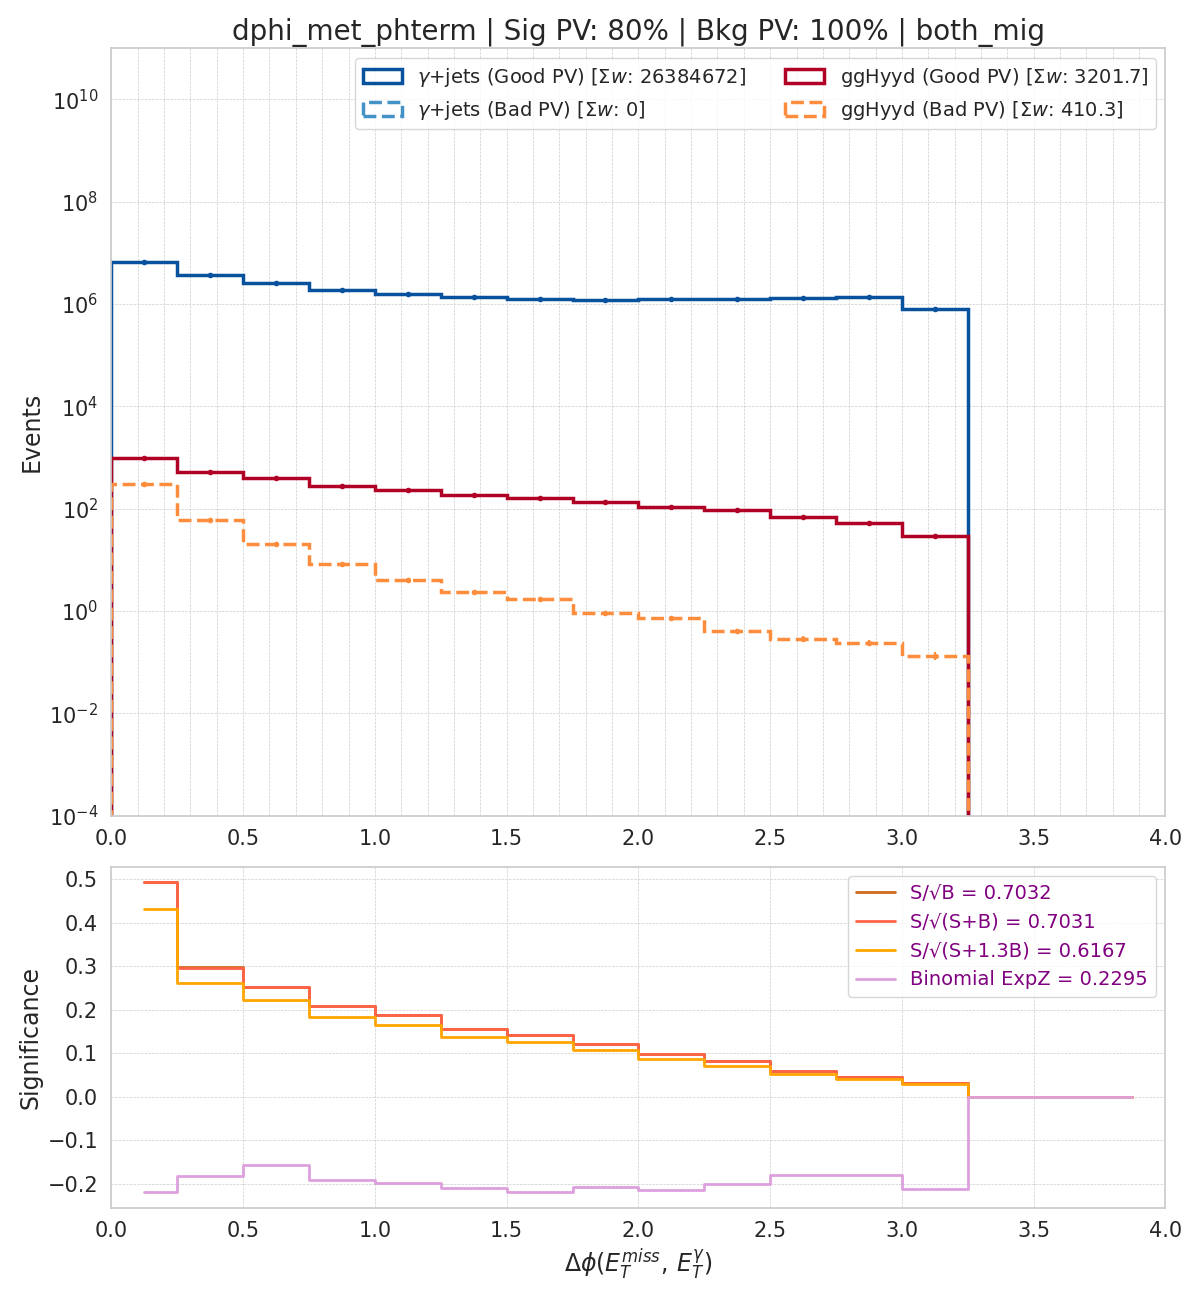 dphi_met_phterm | Sig PV: 80% | Bkg PV: 100% | both_mig
γ+jets (Good PV) [Σw: 26384672]
γ+jets (Bad PV) [Σw: 0]
ggHyyd (Good PV) [Σw: 3201.7]
ggHyyd (Bad PV) [Σw: 410.3]
Events
10^10
10^8
10^6
10^4
10^2
10^0
10^−2
10^−4
0.0 0.5 1.0 1.5 2.0 2.5 3.0 3.5 4.0
S/√B = 0.7032
S/√(S+B) = 0.7031
S/√(S+1.3B) = 0.6167
Binomial ExpZ = 0.2295
Significance
0.5
0.4
0.3
0.2
0.1
0.0
−0.1
−0.2
0.0 0.5 1.0 1.5 2.0 2.5 3.0 3.5 4.0
Δϕ(E_T^miss, E_T^γ)